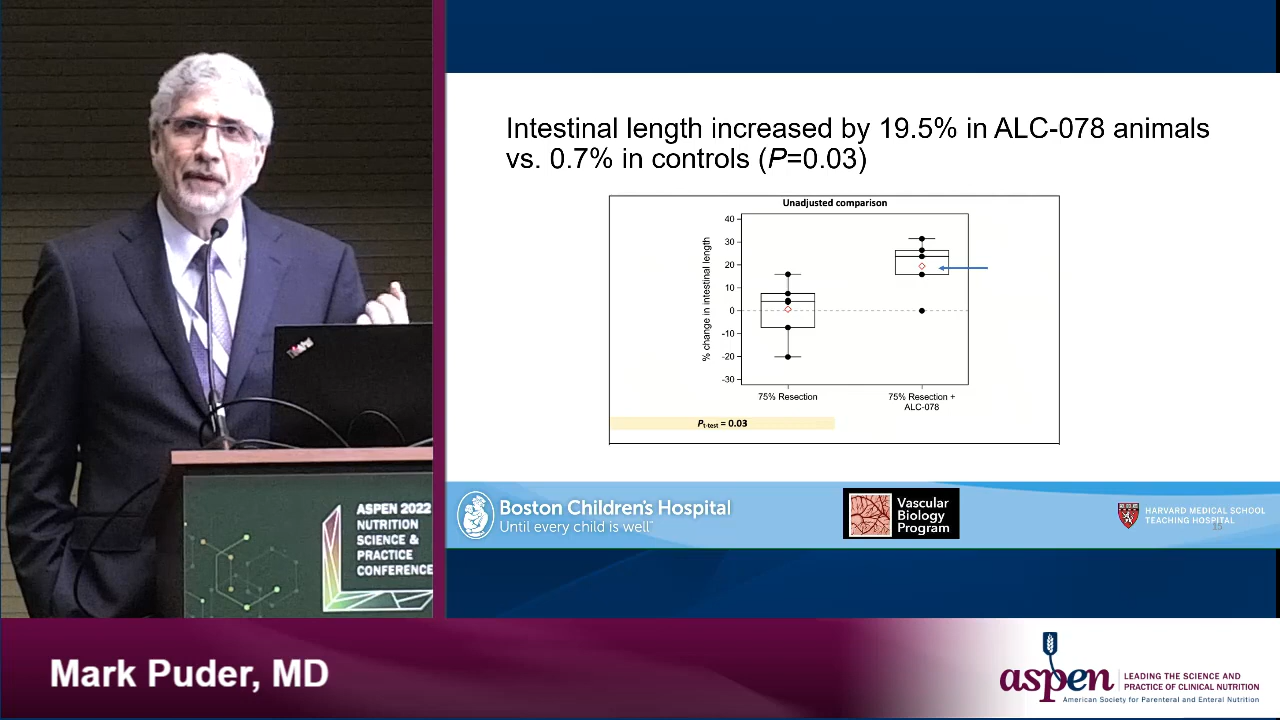 Intestinal length increased by 19.5% in ALC-078 animals
vs. 0.7% in controls (P=0.03)
Unadjusted comparison
% change in intestinal length
40
30
20
10
0
-10
-20
-30
75% Resection
75% Resection +
ALC-078
Pt-test = 0.03
Boston Children's Hospital
Until every child is well™
Vascular
Biology
Program
HARVARD MEDICAL SCHOOL
TEACHING HOSPITAL
15
ASPEN 2022
NUTRITION
SCIENCE &
PRACTICE
CONFERENCE
Mark Puder, MD
aspen
LEADING THE SCIENCE AND
PRACTICE OF CLINICAL NUTRITION
American Society for Parenteral and Enteral Nutrition